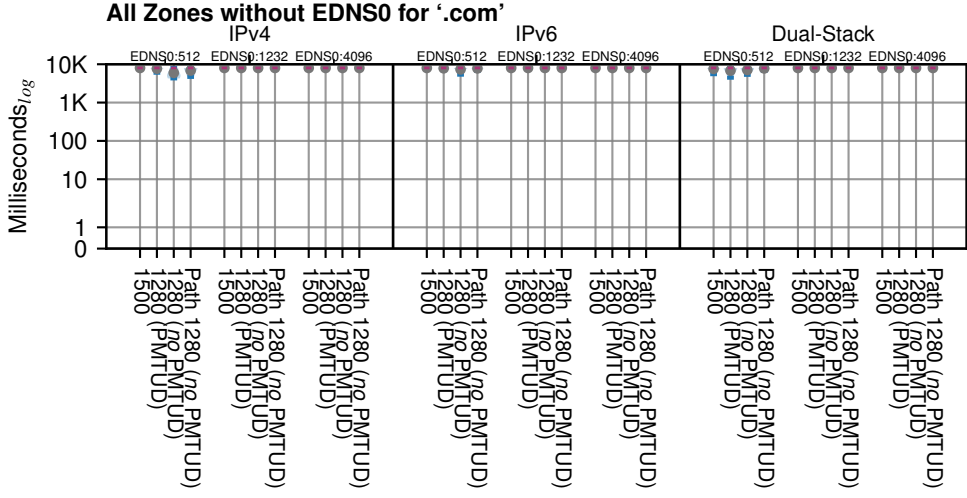 All Zones without EDNS0 for ‘.com’
IPv4
IPv6
Dual-Stack
EDNS0:512
EDNS0:1232
EDNS0:4096
EDNS0:512
EDNS0:1232
EDNS0:4096
EDNS0:512
EDNS0:1232
EDNS0:4096
Milliseconds_log
10K
1K
100
10
1
0
1500
1280 (PMTUD)
1280 (no PMTUD)
Path 1280 (no PMTUD)
1500
1280 (PMTUD)
1280 (no PMTUD)
Path 1280 (no PMTUD)
1500
1280 (PMTUD)
1280 (no PMTUD)
Path 1280 (no PMTUD)
1500
1280 (PMTUD)
1280 (no PMTUD)
Path 1280 (no PMTUD)
1500
1280 (PMTUD)
1280 (no PMTUD)
Path 1280 (no PMTUD)
1500
1280 (PMTUD)
1280 (no PMTUD)
Path 1280 (no PMTUD)
1500
1280 (PMTUD)
1280 (no PMTUD)
Path 1280 (no PMTUD)
1500
1280 (PMTUD)
1280 (no PMTUD)
Path 1280 (no PMTUD)
1500
1280 (PMTUD)
1280 (no PMTUD)
Path 1280 (no PMTUD)